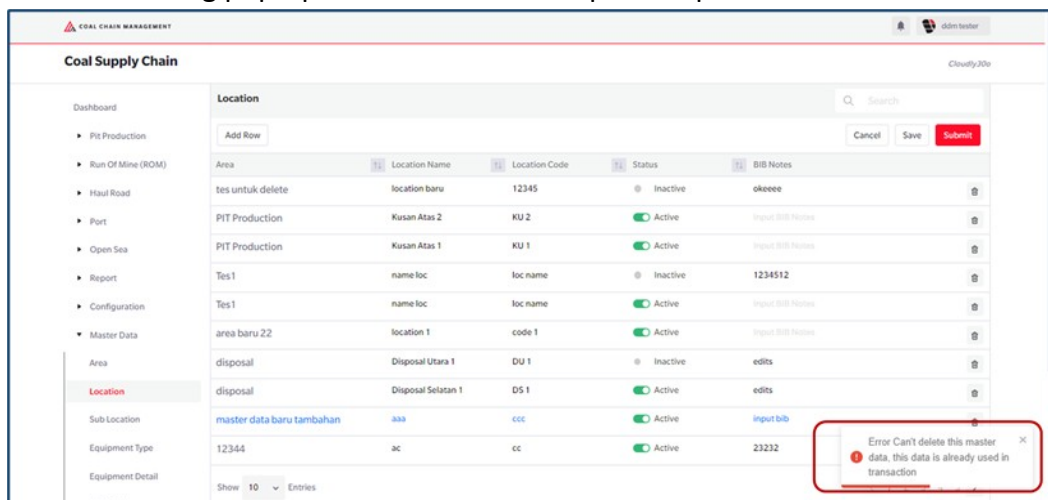 COAL CHAIN MANAGEMENT
ddm tester
Coal Supply Chain
Cloudly30o
Dashboard
Pit Production
Run Of Mine (ROM)
Haul Road
Port
Open Sea
Report
Configuration
Master Data
Area
Location
Sub Location
Equipment Type
Equipment Detail
Location
Search
Add Row
Cancel Save Submit
Area Location Name Location Code Status BIB Notes
tes untuk delete location baru 12345 Inactive okeeee
PIT Production Kusan Atas 2 KU 2 Active Input BIB Notes
PIT Production Kusan Atas 1 KU 1 Active Input BIB Notes
Tes1 name loc loc name Inactive 1234512
Tes1 name loc loc name Active Input BIB Notes
area baru 22 location 1 code 1 Active Input BIB Notes
disposal Disposal Utara 1 DU 1 Inactive edits
disposal Disposal Selatan 1 DS 1 Active edits
master data baru tambahan aaa ccc Active input bib
12344 ac cc Active 23232
Show 10 Entries
Error Can't delete this master
data, this data is already used in
transaction